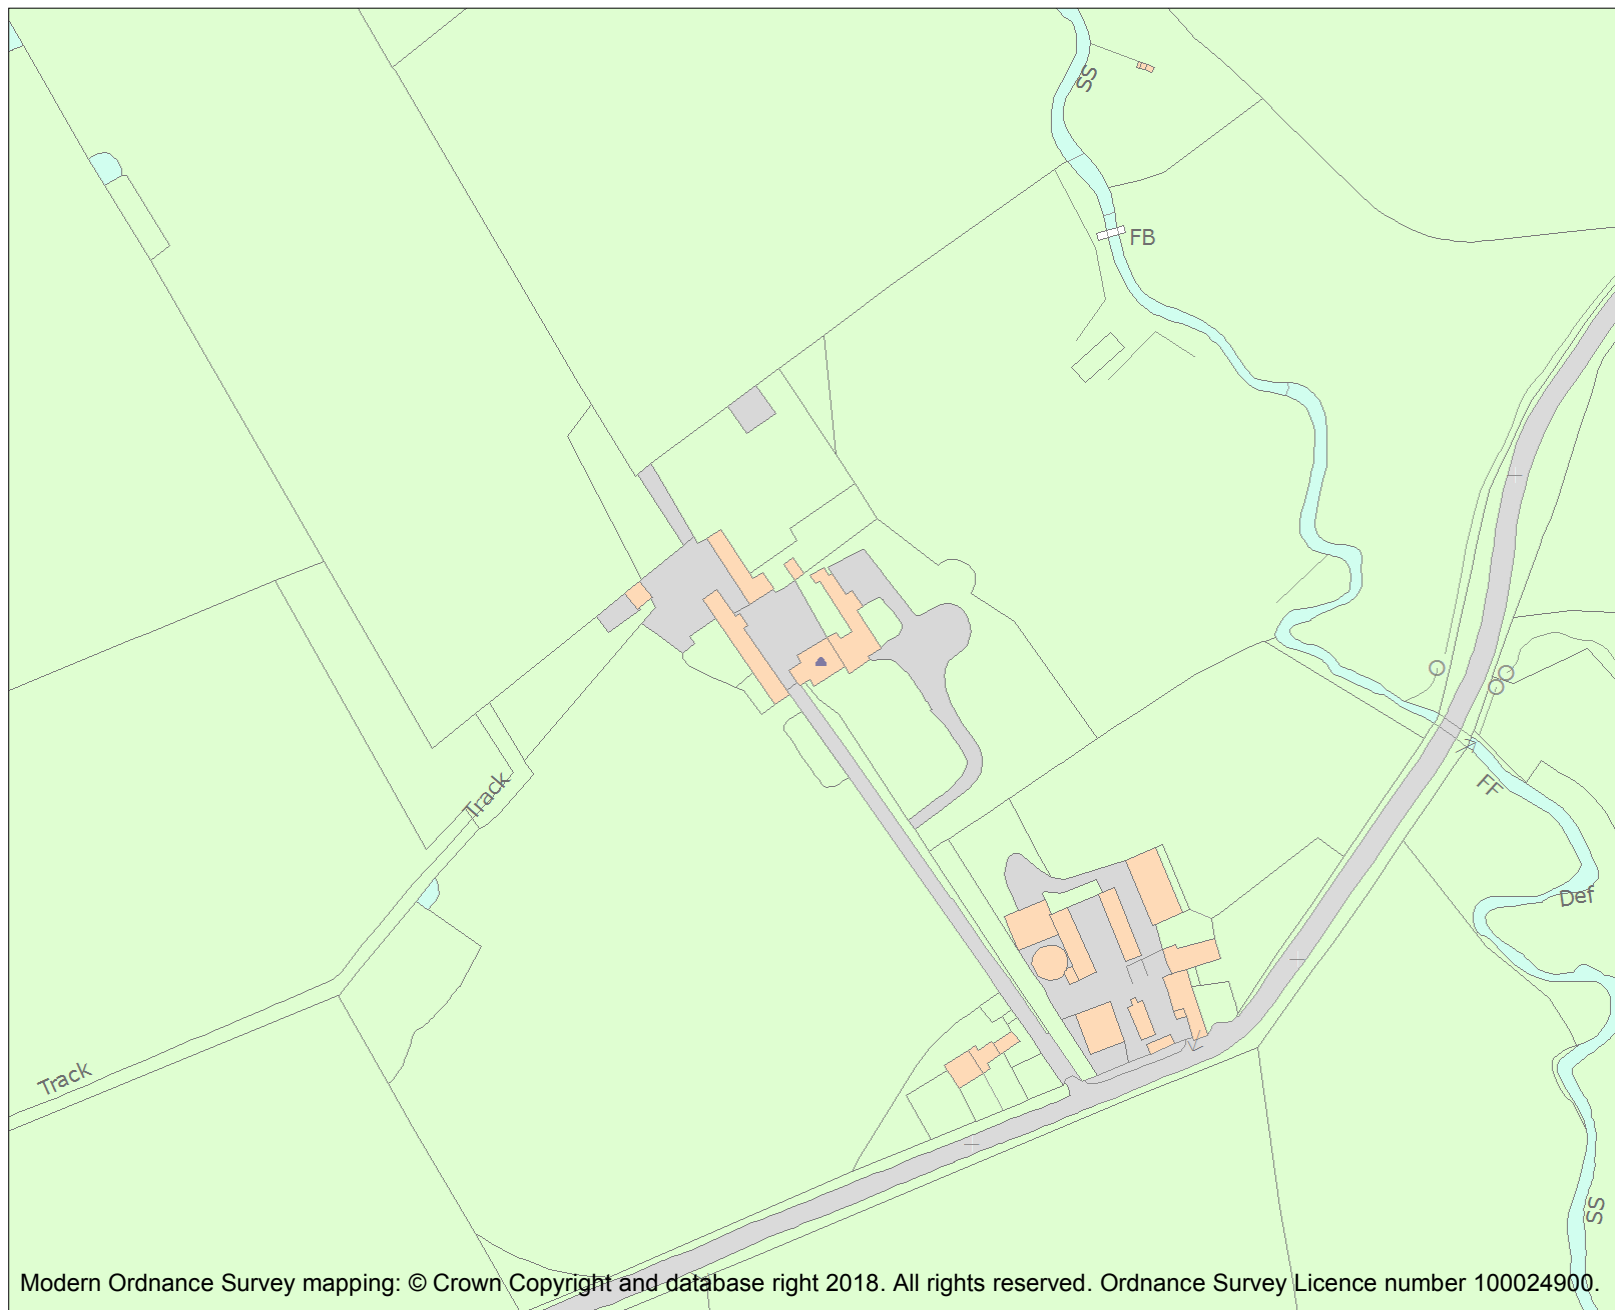 SS
FB
Track
FF
Def
Track
SS
Modern Ordnance Survey mapping: © Crown Copyright and database right 2018. All rights reserved. Ordnance Survey Licence number 100024900.